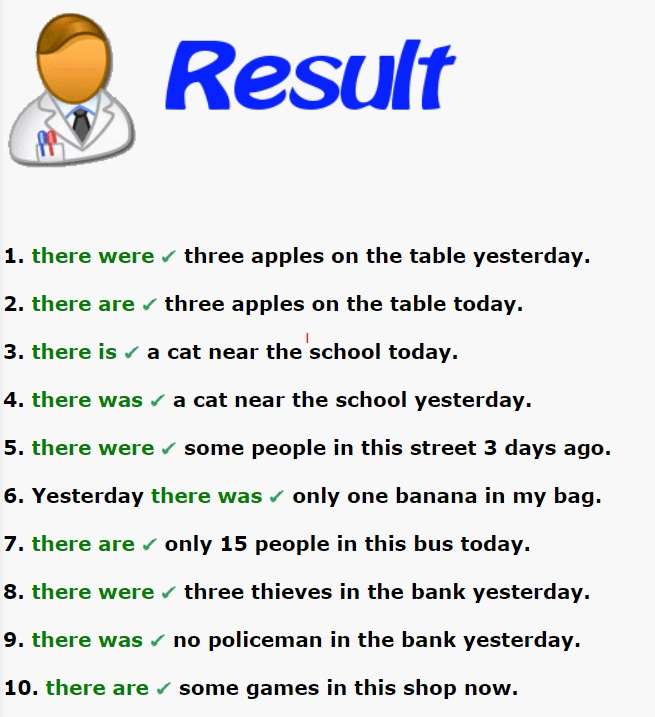 Result
1. there were ✓ three apples on the table yesterday.
2. there are ✓ three apples on the table today.
3. there is ✓ a cat near the school today.
4. there was ✓ a cat near the school yesterday.
5. there were ✓ some people in this street 3 days ago.
6. Yesterday there was ✓ only one banana in my bag.
7. there are ✓ only 15 people in this bus today.
8. there were ✓ three thieves in the bank yesterday.
9. there was ✓ no policeman in the bank yesterday.
10. there are ✓ some games in this shop now.